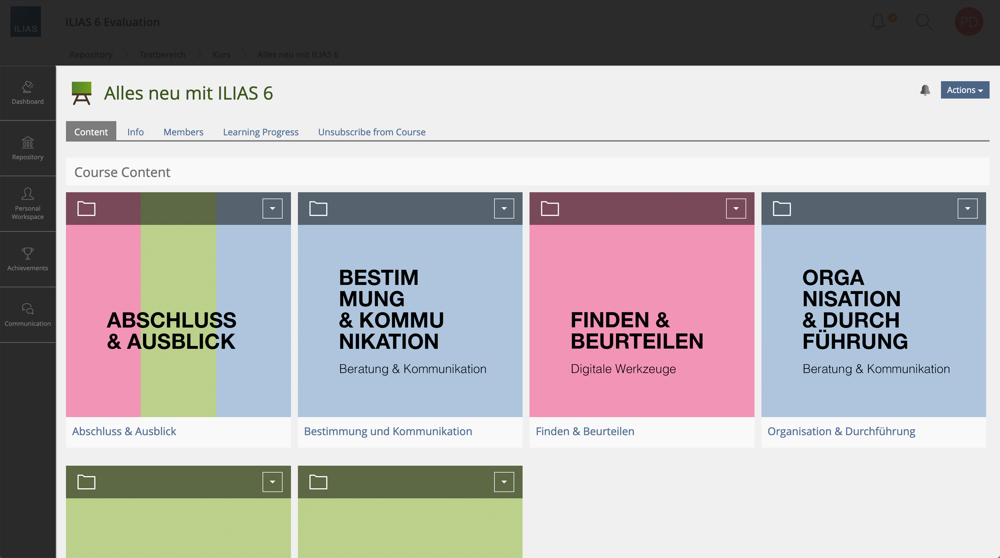 ILIAS
ILIAS 6 Evaluation
3
PD
Repository
Testbereich
Kurs
Alles neu mit ILIAS 6
Dashboard
Repository
Personal
Workspace
Achievements
Communication
Alles neu mit ILIAS 6
Actions
Content
Info
Members
Learning Progress
Unsubscribe from Course
Course Content
ABSCHLUSS
& AUSBLICK
Abschluss & Ausblick
BESTIM
MUNG
& KOMMU
NIKATION
Beratung & Kommunikation
Bestimmung und Kommunikation
FINDEN &
BEURTEILEN
Digitale Werkzeuge
Finden & Beurteilen
ORGA
NISATION
& DURCH
FÜHRUNG
Beratung & Kommunikation
Organisation & Durchführung